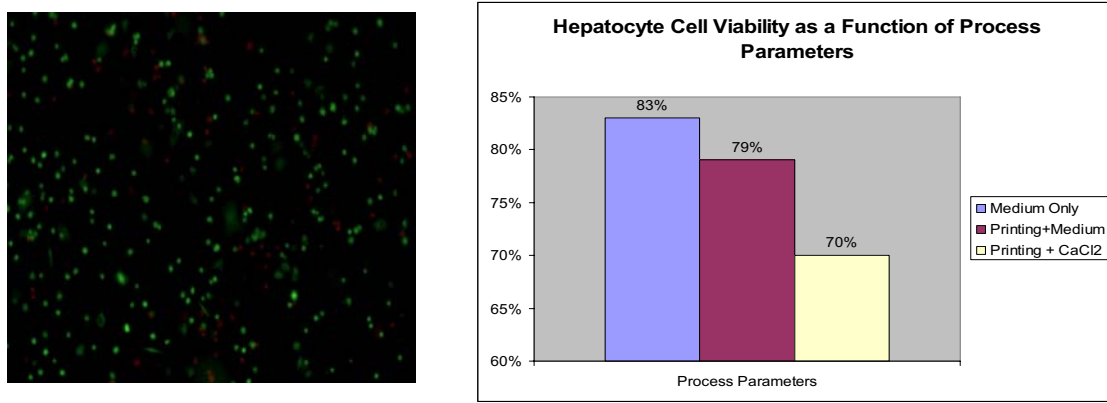 Hepatocyte Cell Viability as a Function of Process
Parameters
85%
80%
75%
70%
65%
60%
83%
79%
70%
Process Parameters
Medium Only
Printing+Medium
Printing + CaCl2